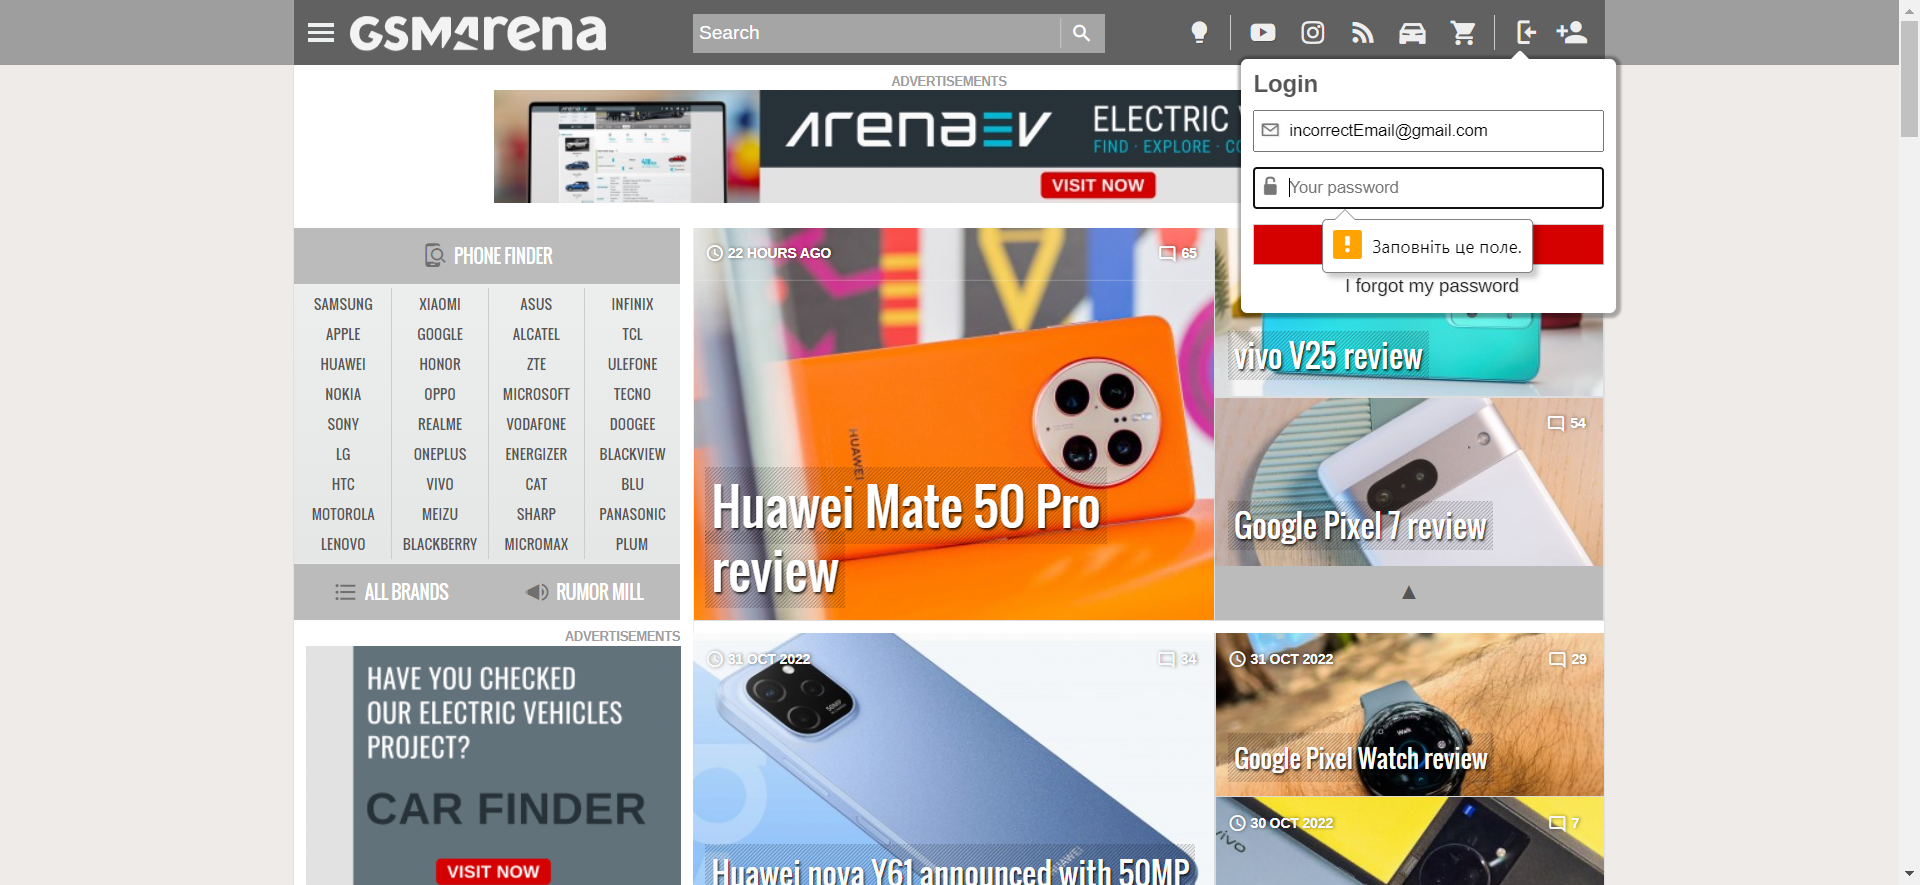 GSMArena
Search
ADVERTISEMENTS
arenaEV
ELECTRIC
FIND · EXPLORE ·
VISIT NOW
Login
incorrectEmail@gmail.com
Your password
Заповніть це поле.
I forgot my password
PHONE FINDER
SAMSUNG XIAOMI ASUS INFINIX
APPLE GOOGLE ALCATEL TCL
HUAWEI HONOR ZTE ULEFONE
NOKIA OPPO MICROSOFT TECNO
SONY REALME VODAFONE DOOGEE
LG ONEPLUS ENERGIZER BLACKVIEW
HTC VIVO CAT BLU
MOTOROLA MEIZU SHARP PANASONIC
LENOVO BLACKBERRY MICROMAX PLUM
ALL BRANDS RUMOR MILL
22 HOURS AGO 65
HUAWEI
Huawei Mate 50 Pro
review
vivo V25 review
54
Google Pixel 7 review
ADVERTISEMENTS
HAVE YOU CHECKED
OUR ELECTRIC VEHICLES
PROJECT?
CAR FINDER
VISIT NOW
31 OCT 2022 34
50MP
HUAWEI
Huawei nova Y61 announced with 50MP
31 OCT 2022 29
Walk
Google Pixel Watch review
30 OCT 2022 7
vivo